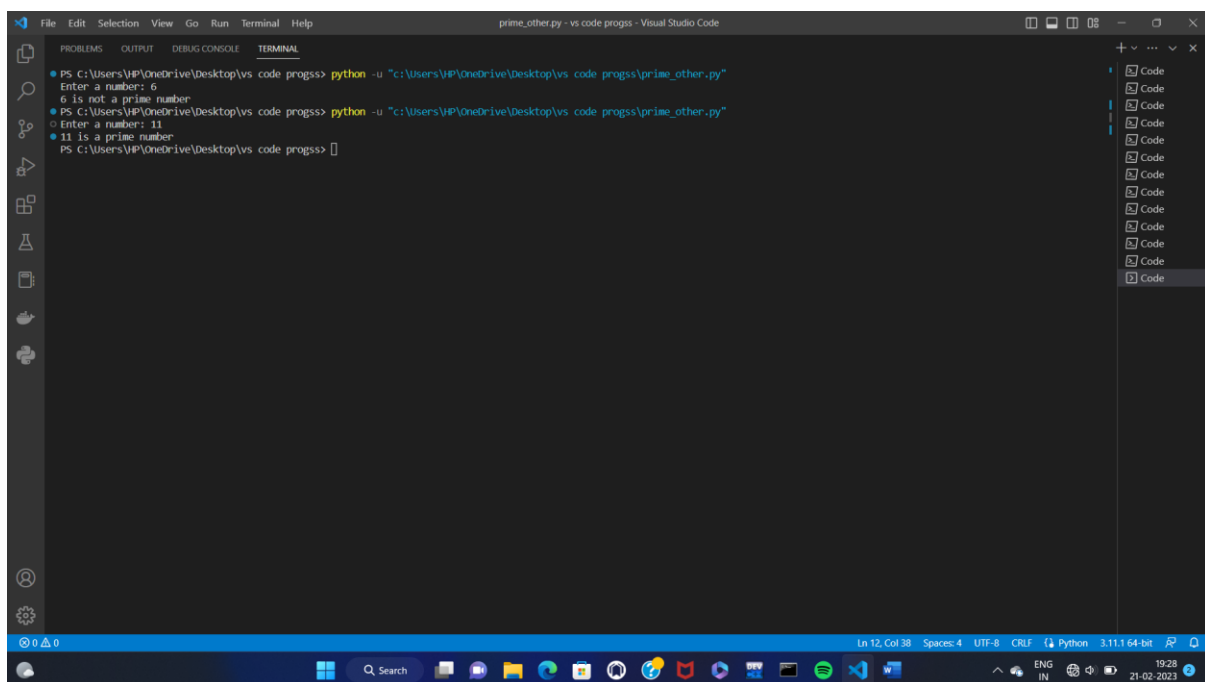 File Edit Selection View Go Run Terminal Help
prime_other.py - vs code progss - Visual Studio Code
PROBLEMS OUTPUT DEBUG CONSOLE TERMINAL
PS C:\Users\HP\OneDrive\Desktop\vs code progss> python -u "c:\Users\HP\OneDrive\Desktop\vs code progss\prime_other.py"
Enter a number: 6
6 is not a prime number
PS C:\Users\HP\OneDrive\Desktop\vs code progss> python -u "c:\Users\HP\OneDrive\Desktop\vs code progss\prime_other.py"
Enter a number: 11
11 is a prime number
PS C:\Users\HP\OneDrive\Desktop\vs code progss>
Code
Code
Code
Code
Code
Code
Code
Code
Code
Code
Code
Code
Code
0 0
Ln 12, Col 38 Spaces: 4 UTF-8 CRLF Python 3.11.1 64-bit
Search
DEV
ENG
IN
19:28
21-02-2023
2